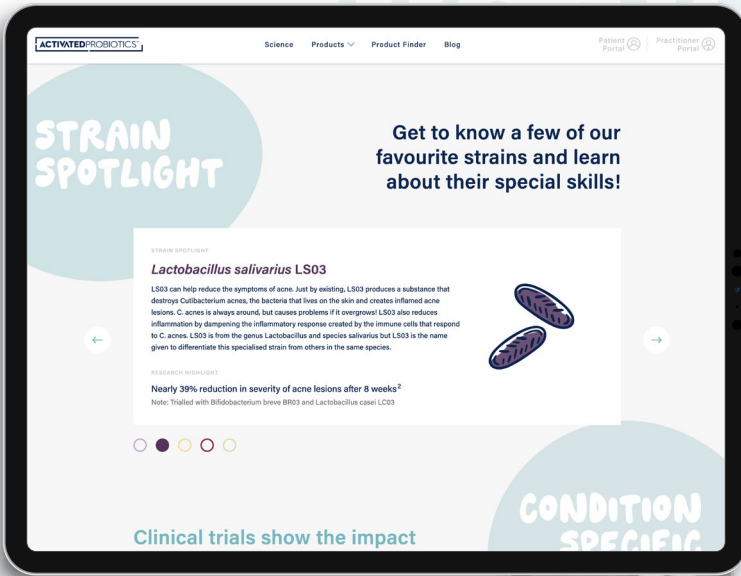 ACTIVATEDPROBIOTICS™
Science Products Product Finder Blog
Patient Portal
Practitioner Portal
STRAIN
SPOTLIGHT
Get to know a few of our
favourite strains and learn
about their special skills!
STRAIN SPOTLIGHT
Lactobacillus salivarius LS03
LS03 can help reduce the symptoms of acne. Just by existing, LS03 produces a substance that
destroys Cutibacterium acnes, the bacteria that lives on the skin and creates inflamed acne
lesions. C. acnes is always around, but causes problems if it overgrows! LS03 also reduces
inflammation by dampening the inflammatory response created by the immune cells that respond
to C. acnes. LS03 is from the genus Lactobacillus and species salivarius but LS03 is the name
given to differentiate this specialised strain from others in the same species.
RESEARCH HIGHLIGHT
Nearly 39% reduction in severity of acne lesions after 8 weeks²
Note: Trialled with Bifidobacterium breve BR03 and Lactobacillus casei LC03
CONDITION
SPECIFIC
Clinical trials show the impact